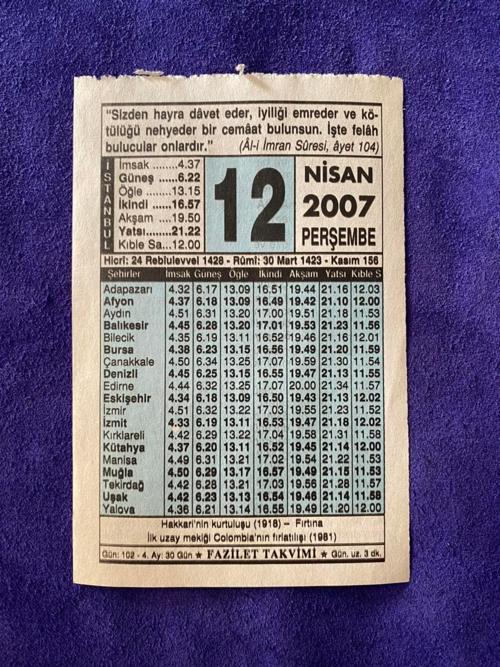 “Sizden hayra dâvet eder, iyiliği emreder ve kö-
tülüğü nehyeder bir cemâat bulunsun. İşte felâh
bulucular onlardır.” (Âl-i İmran Sûresi, âyet 104)
İSTANBUL
İmsak ........4.37
Güneş ......6.22
Öğle ........13.15
İkindi .....16.57
Akşam ....19.50
Yatsı.......21.22
Kıble Sa...12.00
12
NİSAN
2007
PERŞEMBE
Hicrî: 24 Rebiulevvel 1428 - Rûmî: 30 Mart 1423 - Kasım 156
Şehirler İmsak Güneş Öğle İkindi Akşam Yatsı Kıble S
Adapazarı 4.32 6.17 13.09 16.51 19.44 21.16 12.03
Afyon 4.37 6.18 13.09 16.49 19.42 21.10 12.00
Aydın 4.51 6.31 13.20 17.00 19.51 21.18 11.53
Balıkesir 4.45 6.28 13.20 17.01 19.53 21.23 11.56
Bilecik 4.35 6.19 13.11 16.52 19.46 21.16 12.01
Bursa 4.38 6.23 13.15 16.56 19.49 21.20 11.59
Çanakkale 4.50 6.34 13.25 17.07 19.59 21.30 11.54
Denizli 4.45 6.25 13.15 16.55 19.47 21.13 11.55
Edirne 4.44 6.32 13.25 17.07 20.00 21.34 11.57
Eskişehir 4.34 6.18 13.09 16.50 19.43 21.13 12.02
İzmir 4.51 6.32 13.22 17.03 19.55 21.23 11.52
İzmit 4.33 6.19 13.11 16.53 19.47 21.18 12.02
Kırklareli 4.42 6.29 13.22 17.04 19.58 21.31 11.58
Kütahya 4.37 6.20 13.11 16.52 19.45 21.14 12.00
Manisa 4.49 6.31 13.21 17.02 19.54 21.22 11.53
Muğla 4.50 6.29 13.17 16.57 19.49 21.15 11.53
Tekirdağ 4.42 6.28 13.21 17.03 19.56 21.28 11.57
Uşak 4.42 6.23 13.13 16.54 19.46 21.14 11.58
Yalova 4.36 6.21 13.14 16.55 19.49 21.20 12.00
Hakkari'nin kurtuluşu (1918) – Fırtına
İlk uzay mekiği Colombia'nın fırlatılışı (1981)
Gün: 102 - 4. Ay: 30 Gün ★ FAZİLET TAKVİMİ ★ Gün. uz. 3 dk.